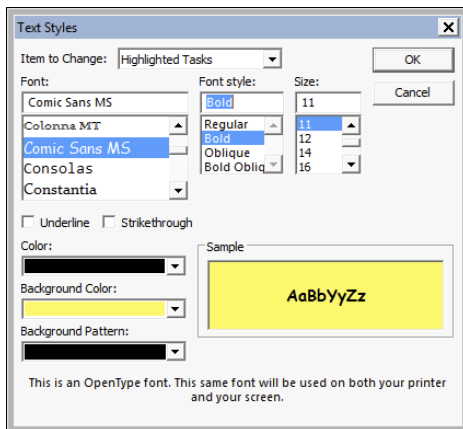 Text Styles
Item to Change: Highlighted Tasks
OK
Font: Font style: Size:
Cancel
Comic Sans MS Bold 11
Colonna MT Regular 11
Comic Sans MS Bold 12
Consolas Oblique 14
Constantia Bold Obliq 16
Underline Strikethrough
Color: Sample
Background Color:
AaBbYyZz
Background Pattern:
This is an OpenType font. This same font will be used on both your printer
and your screen.